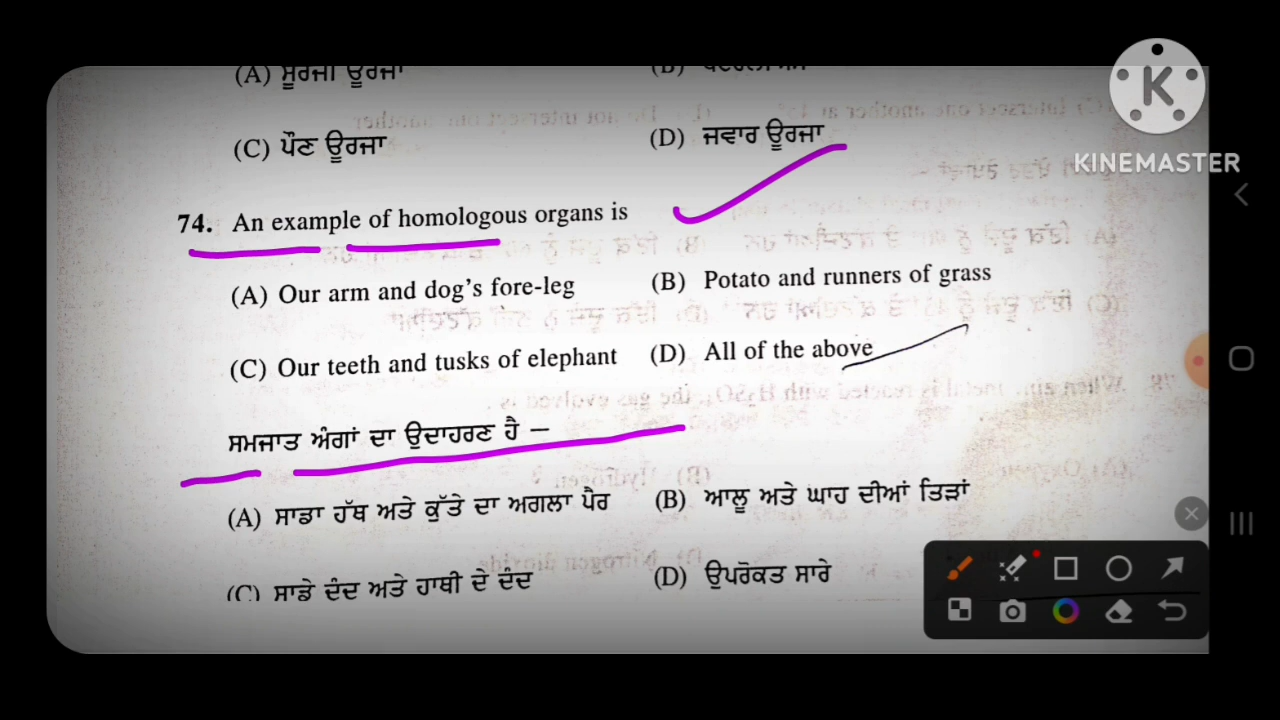 (A) ਸੂਰਜੀ ਊਰਜਾ
(C) ਪੌਣ ਊਰਜਾ (D) ਜਵਾਰ ਊਰਜਾ
KINEMASTER
74. An example of homologous organs is
(A) Our arm and dog's fore-leg (B) Potato and runners of grass
(C) Our teeth and tusks of elephant (D) All of the above
ਸਮਜਾਤ ਅੰਗਾਂ ਦਾ ਉਦਾਹਰਣ ਹੈ –
(A) ਸਾਡਾ ਹੱਥ ਅਤੇ ਕੁੱਤੇ ਦਾ ਅਗਲਾ ਪੈਰ (B) ਆਲੂ ਅਤੇ ਘਾਹ ਦੀਆਂ ਤਿੜਾਂ
(C) ਸਾਡੇ ਦੰਦ ਅਤੇ ਹਾਥੀ ਦੇ ਦੰਦ (D) ਉਪਰੋਕਤ ਸਾਰੇ